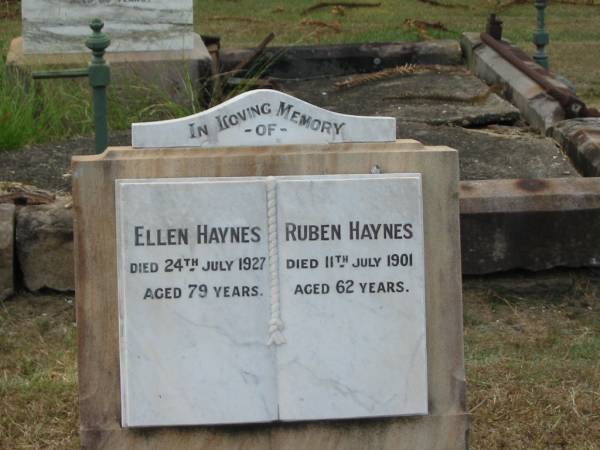 In Loving Memory
- OF -
ELLEN HAYNES
DIED 24TH JULY 1927
AGED 79 YEARS.
RUBEN HAYNES
DIED 11TH JULY 1901
AGED 62 YEARS.